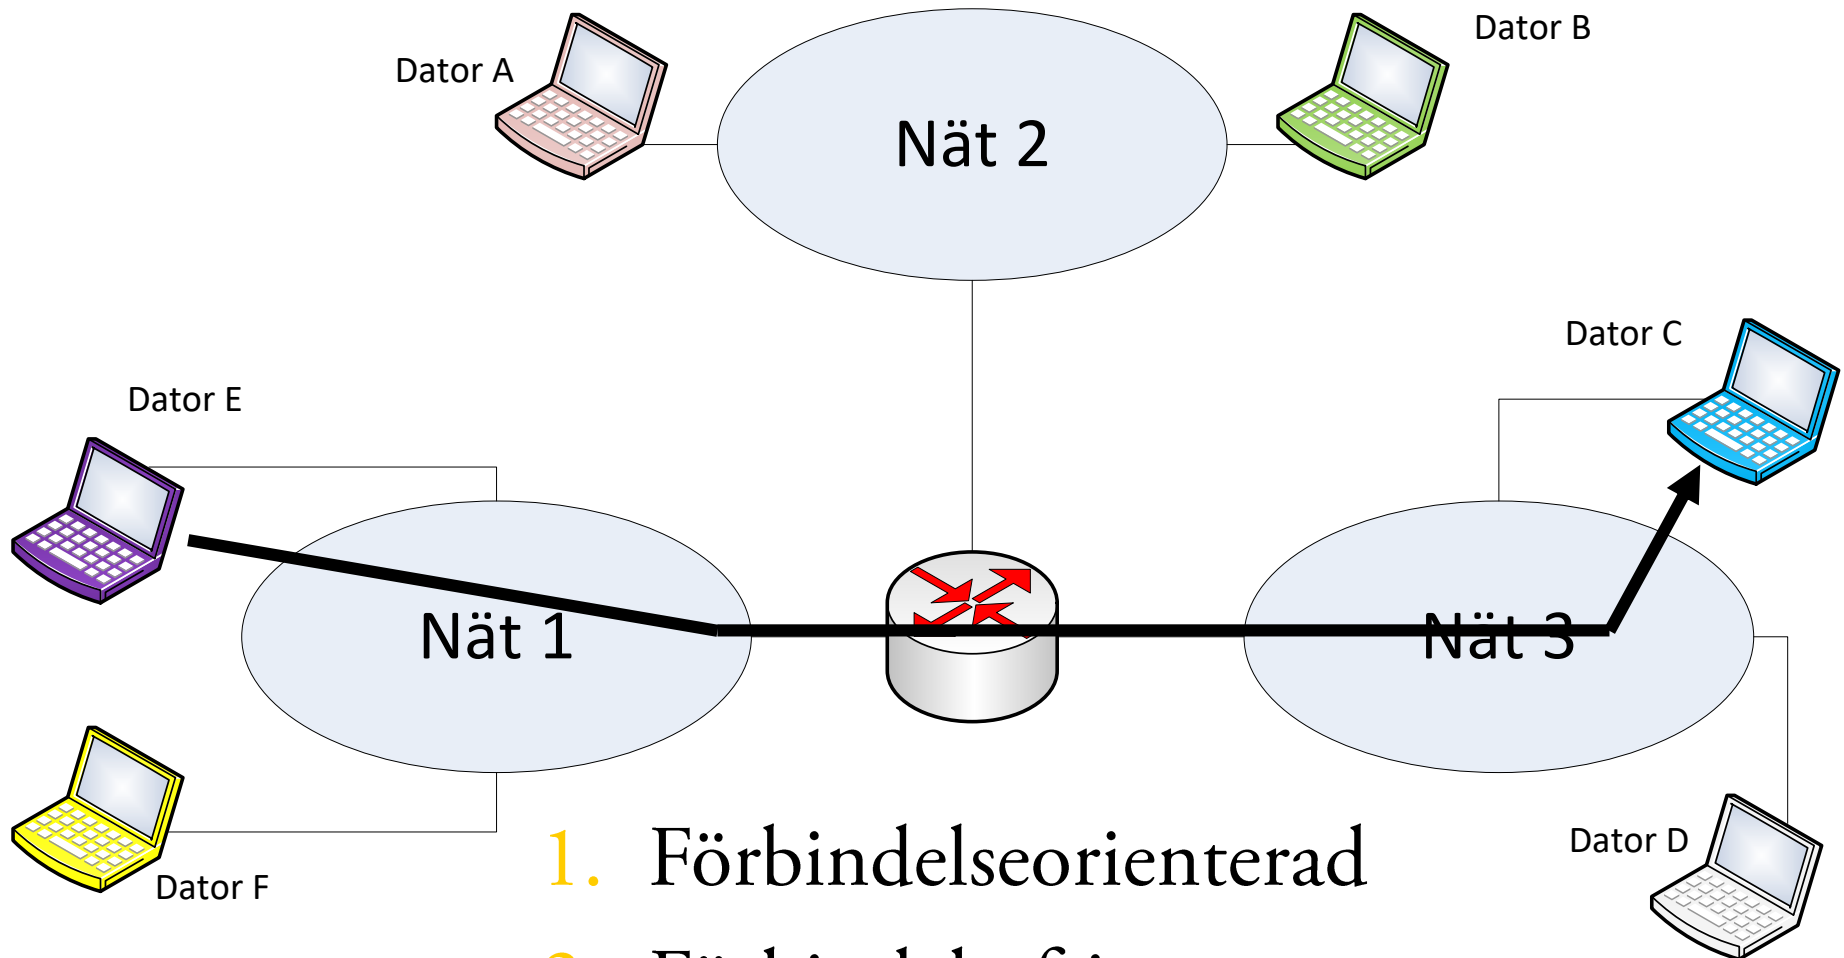 Dator B
Dator A
Nät 2
Dator C
Dator E
Nät 1
Nät 3
1. Förbindelseorienterad
Dator D
Dator F